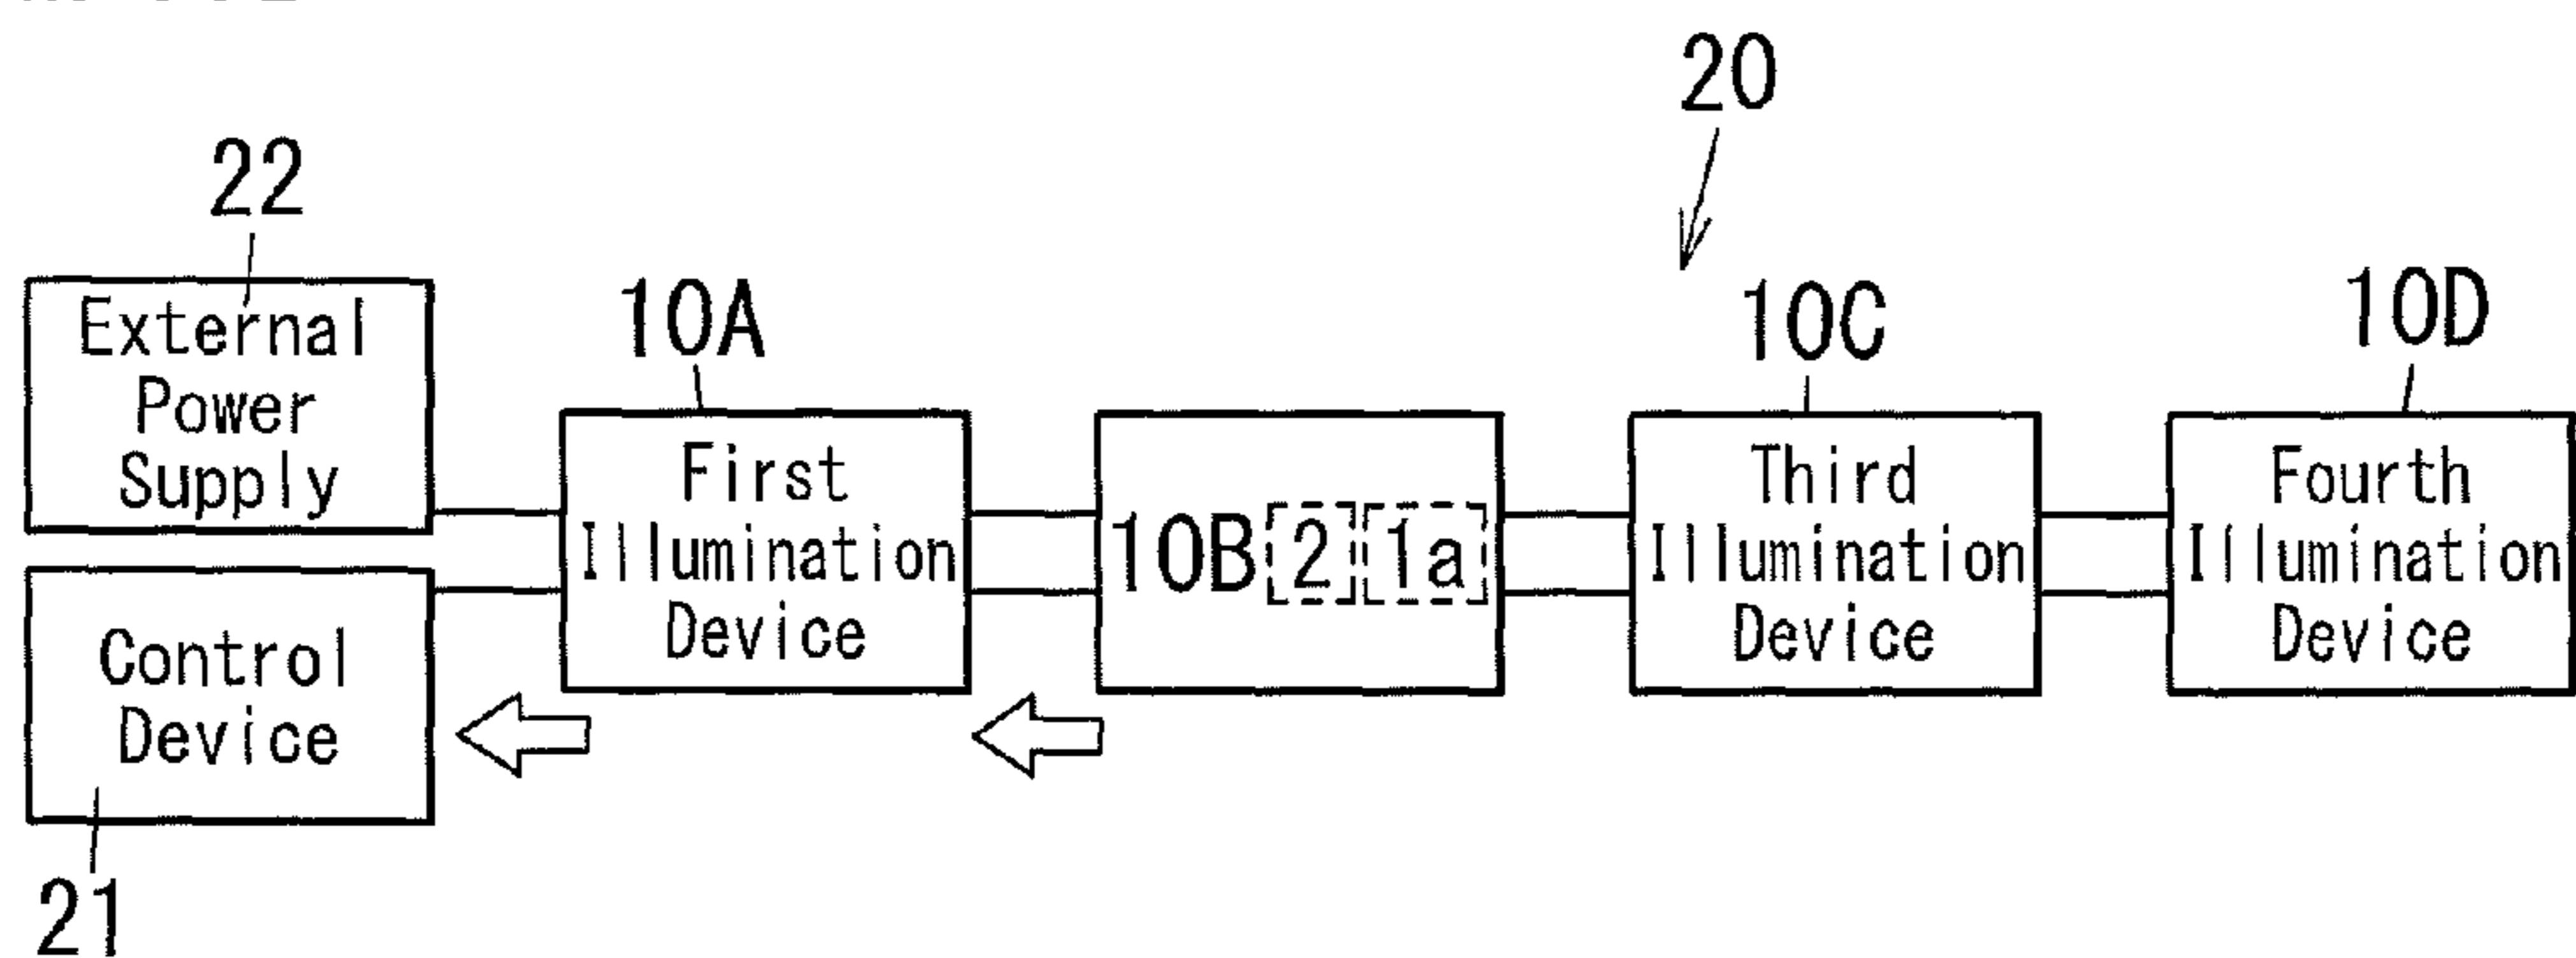 20
22
External
Power
Supply
10A
10C
10D
First
Illumination
Device
10B 2 1a
Third
Illumination
Device
Fourth
Illumination
Device
Control
Device
21